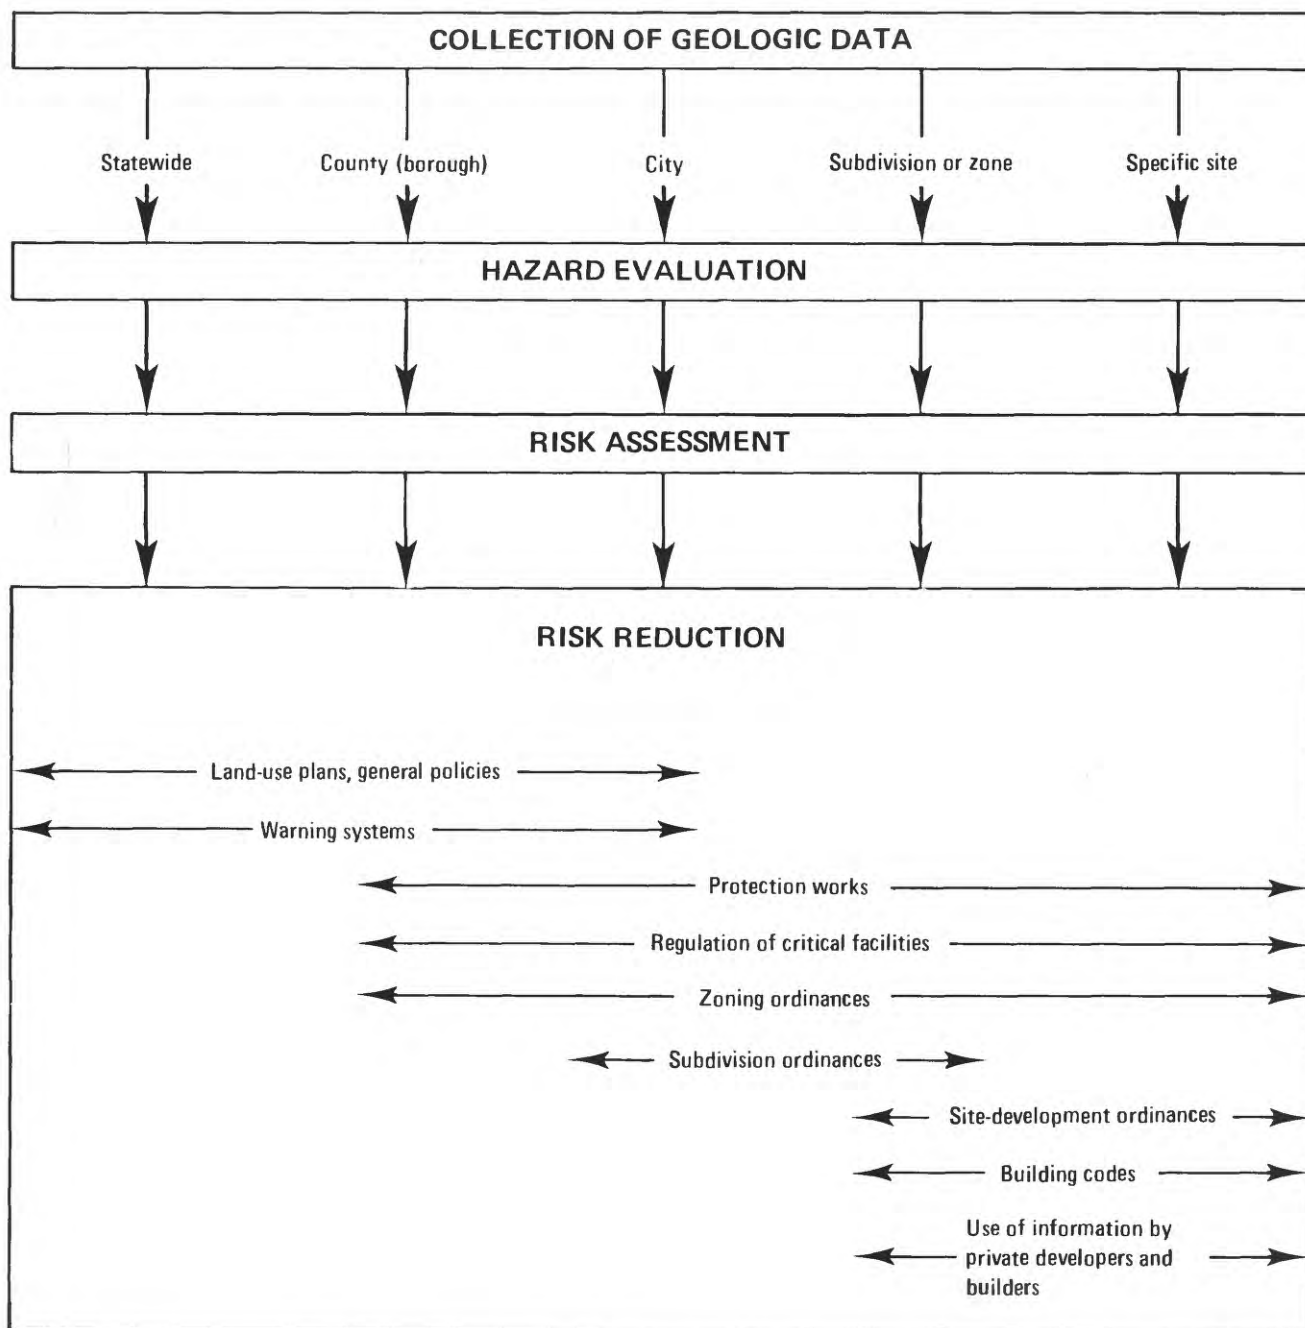 COLLECTION OF GEOLOGIC DATA
Statewide
County (borough)
City
Subdivision or zone
Specific site
HAZARD EVALUATION
RISK ASSESSMENT
RISK REDUCTION
Land-use plans, general policies
Warning systems
Protection works
Regulation of critical facilities
Zoning ordinances
Subdivision ordinances
Site-development ordinances
Building codes
Use of information by
private developers and
builders